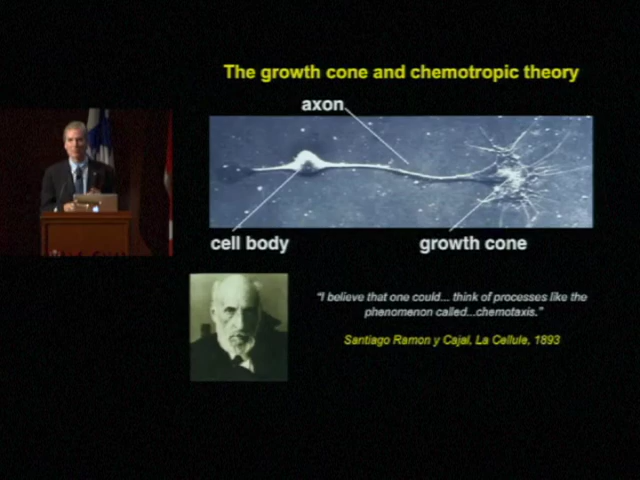 The growth cone and chemotropic theory
axon
cell body
growth cone
"I believe that one could... think of processes like the
phenomenon called...chemotaxis."
Santiago Ramon y Cajal, La Cellule, 1893